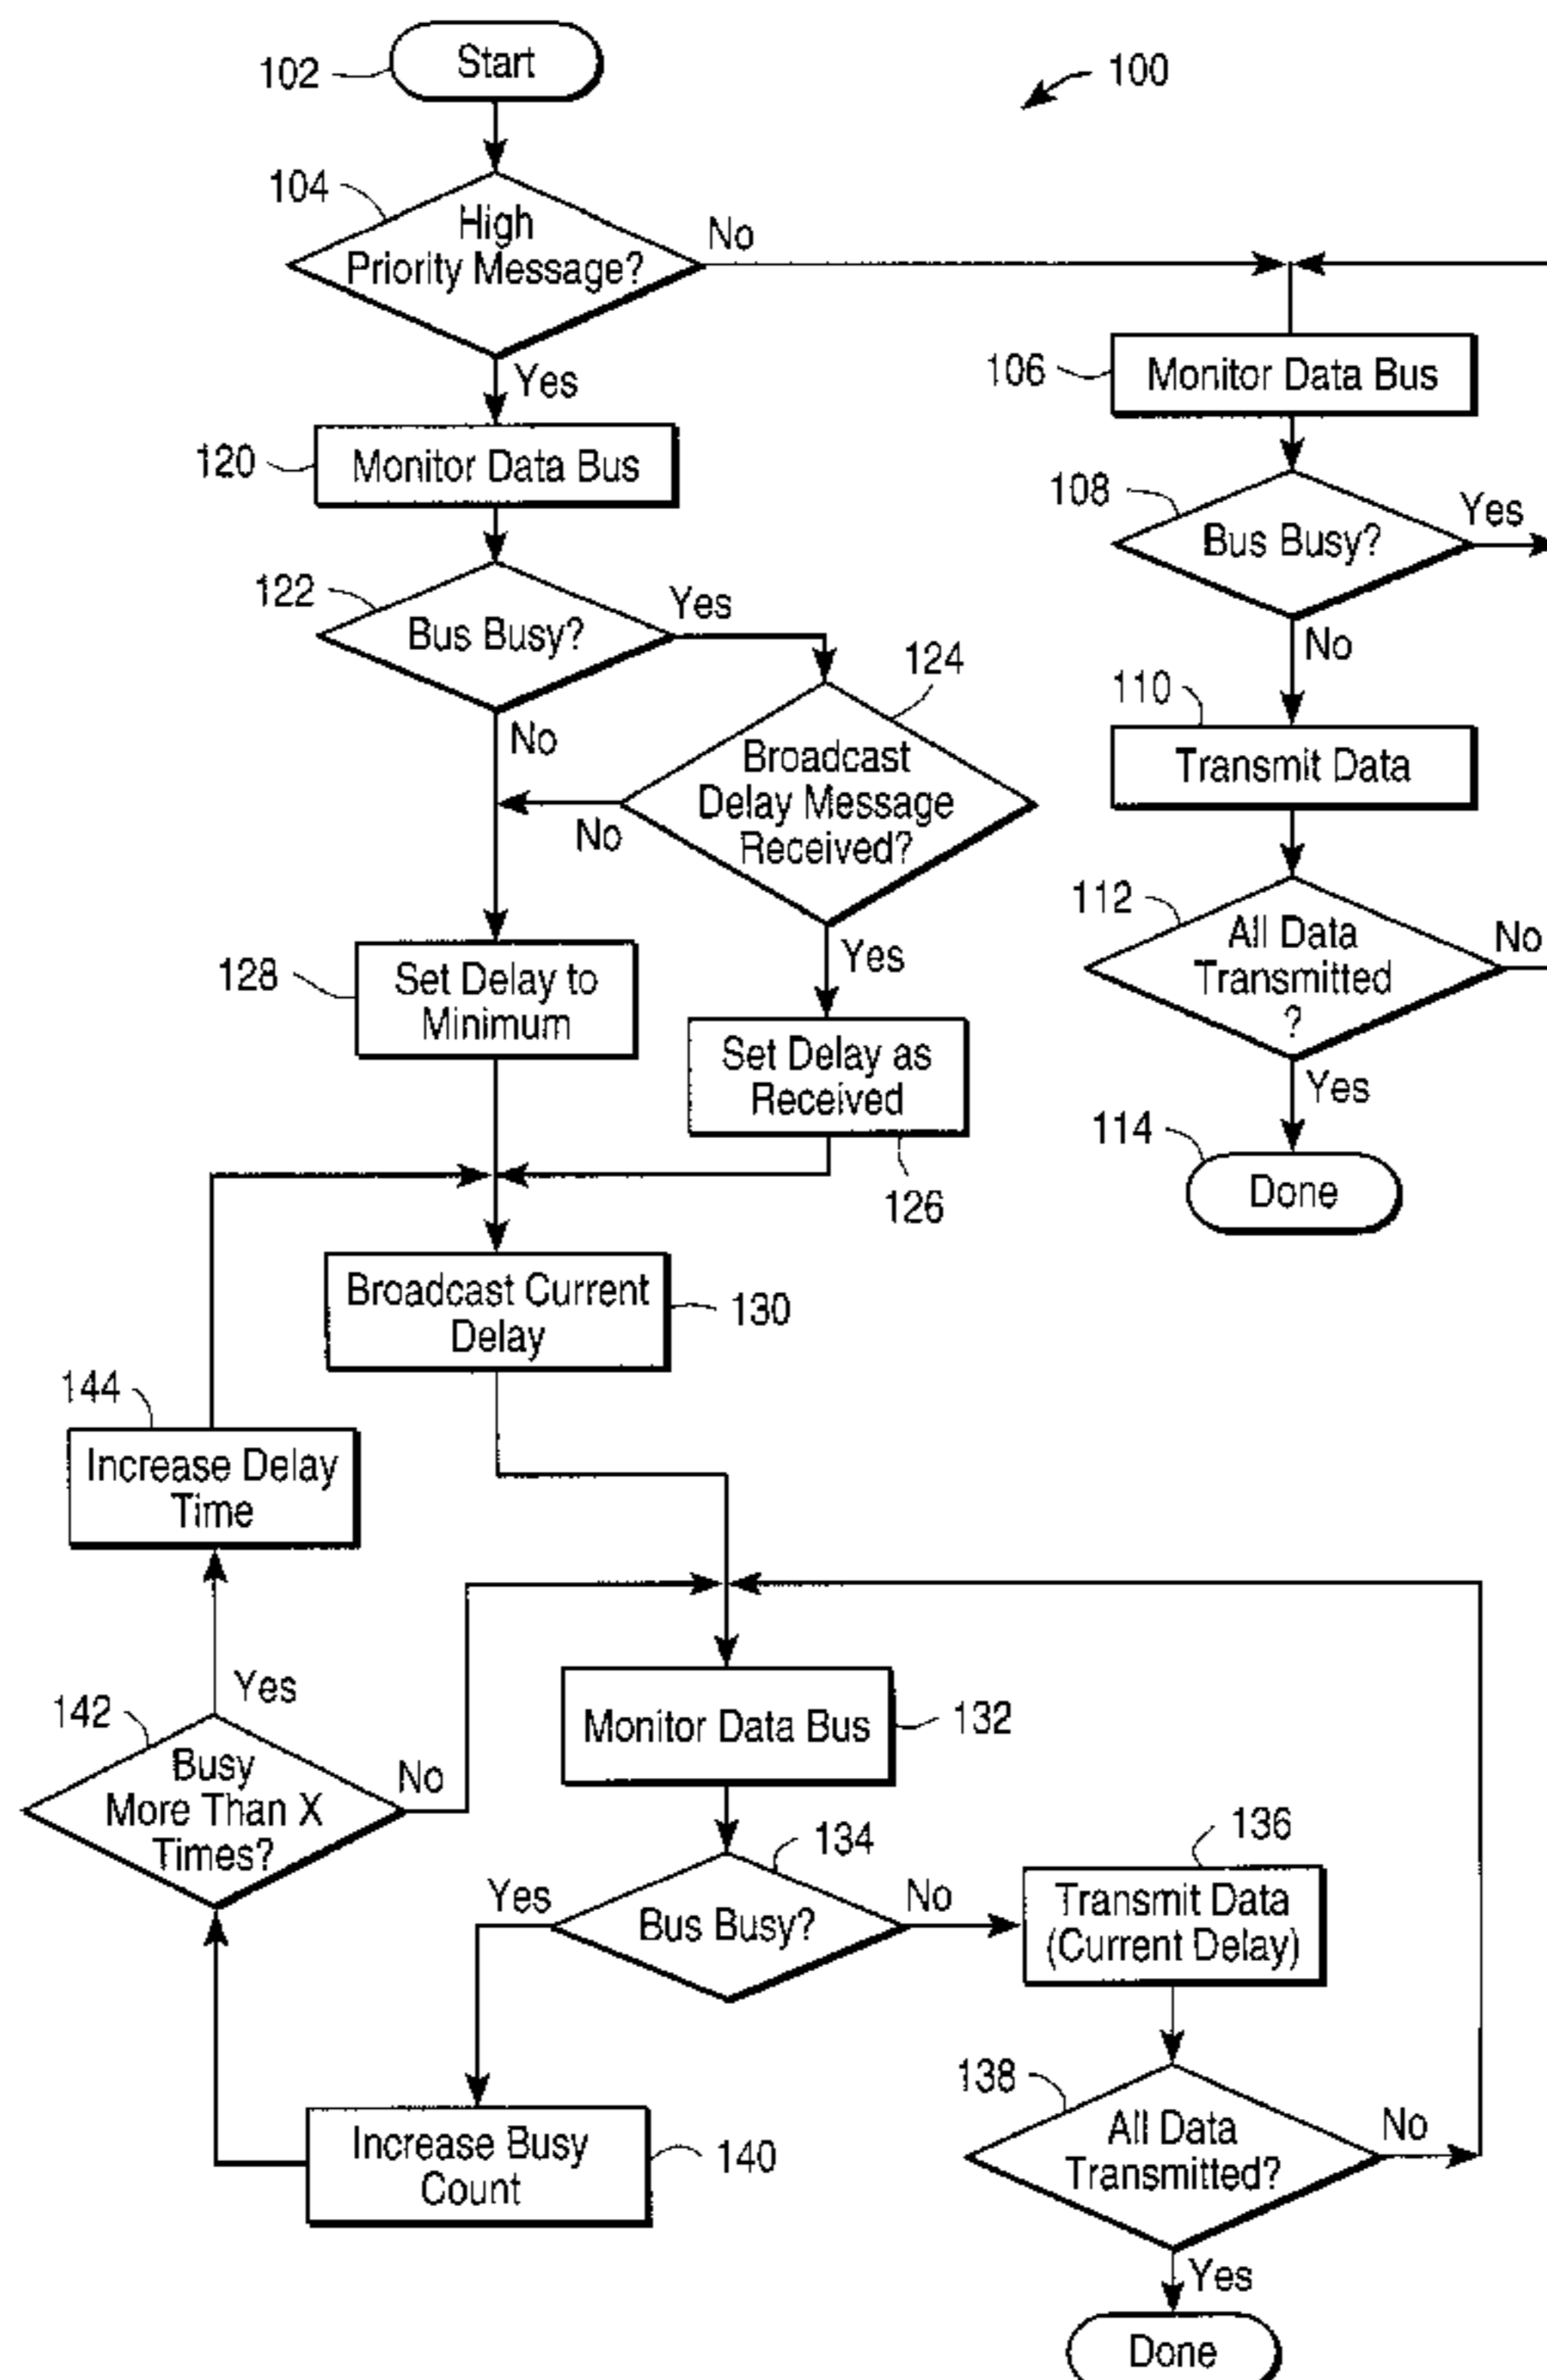 102
Start
100
104
High
Priority Message?
No
Yes
106
Monitor Data Bus
120
Monitor Data Bus
108
Bus Busy?
Yes
No
122
Bus Busy?
Yes
No
124
Broadcast
Delay Message
Received?
No
Yes
110
Transmit Data
112
All Data
Transmitted
?
No
Yes
114
Done
128
Set Delay to
Minimum
Set Delay as
Received
126
Broadcast Current
Delay
130
144
Increase Delay
Time
142
Busy
More Than X
Times?
Yes
No
Monitor Data Bus
132
134
Bus Busy?
Yes
No
136
Transmit Data
(Current Delay)
138
All Data
Transmitted?
No
Yes
Increase Busy
Count
140
Done